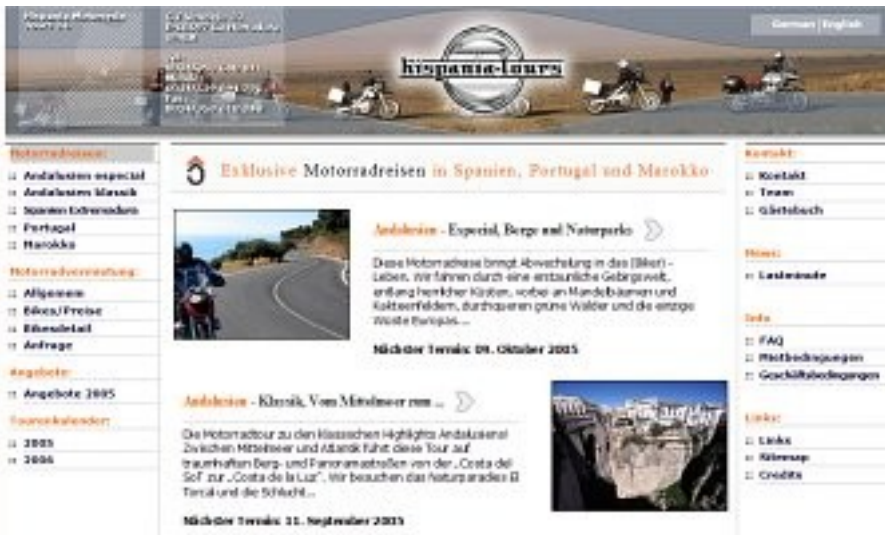 Hispania Motorcycle
German | English
hispania-tours
Motorradreisen:
:: Andalusien especial
:: Andalusien klassik
:: Spanien Extremadura
:: Portugal
:: Marokko
Motorradvermietung:
:: Allgemein
:: Bikes/Preise
:: Bikesdetail
:: Anfrage
Angebote:
:: Angebote 2005
Tourenkalender:
:: 2005
:: 2006
Exklusive Motorradreisen in Spanien, Portugal und Marokko
Andalusien - Especial, Berge und Naturparks
Diese Motorradreise bringt Abwechslung in das (Biker) -
Leben. Wir fahren durch eine erstaunliche Gebirgswelt,
entlang herrlicher Küsten, vorbei an Mandelbäumen und
Kakteenfeldern, durchqueren grüne Wälder und die einzige
Wüste Europas...
Nächster Termin: 09. Oktober 2005
Andalusien - Klassik, Vom Mittelmeer zum ...
Die Motorradtour zu den klassischen Highlights Andalusiens!
Zwischen Mittelmeer und Atlantik führt diese Tour auf
traumhaften Berg- und Panoramastraßen von der „Costa del
Sol" zur „Costa de la Luz". Wir besuchen das Naturparadies El
Torcal und die Schlucht...
Nächster Termin: 11. September 2005
Kontakt:
:: Kontakt
:: Team
:: Gästebuch
News:
:: Lastminute
Info
:: FAQ
:: Mietbedingungen
:: Geschäftsbedingungen
Links:
:: Links
:: Sitemap
:: Credits